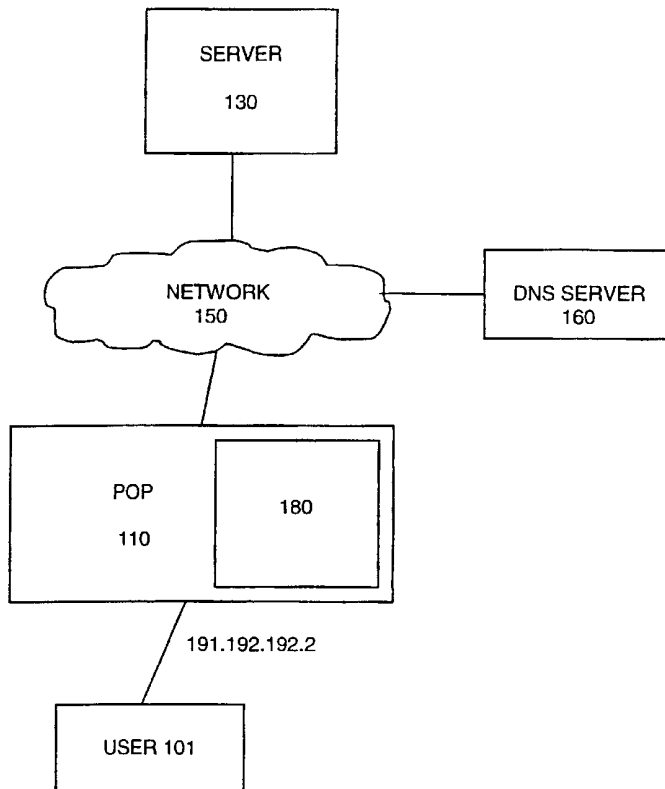 SERVER
130
NETWORK
150
DNS SERVER
160
POP
110
180
191.192.192.2
USER 101